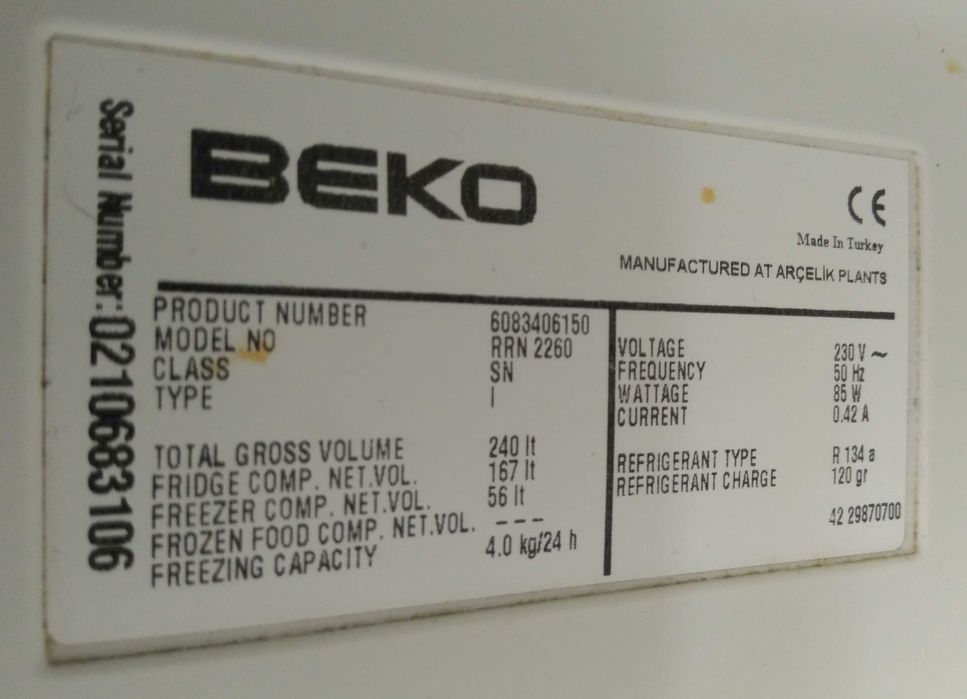 Serial Number:0210683106
BEKO
CE
Made In Turkey
MANUFACTURED AT ARÇELİK PLANTS
PRODUCT NUMBER 6083406150
MODEL NO RRN 2260
CLASS SN
TYPE I
TOTAL GROSS VOLUME 240 lt
FRIDGE COMP. NET.VOL. 167 lt
FREEZER COMP. NET.VOL. 56 lt
FROZEN FOOD COMP. NET.VOL. ---
FREEZING CAPACITY 4.0 kg/24 h
VOLTAGE 230 V ~
FREQUENCY 50 Hz
WATTAGE 85 W
CURRENT 0.42 A
REFRIGERANT TYPE R 134 a
REFRIGERANT CHARGE 120 gr
42 29870700